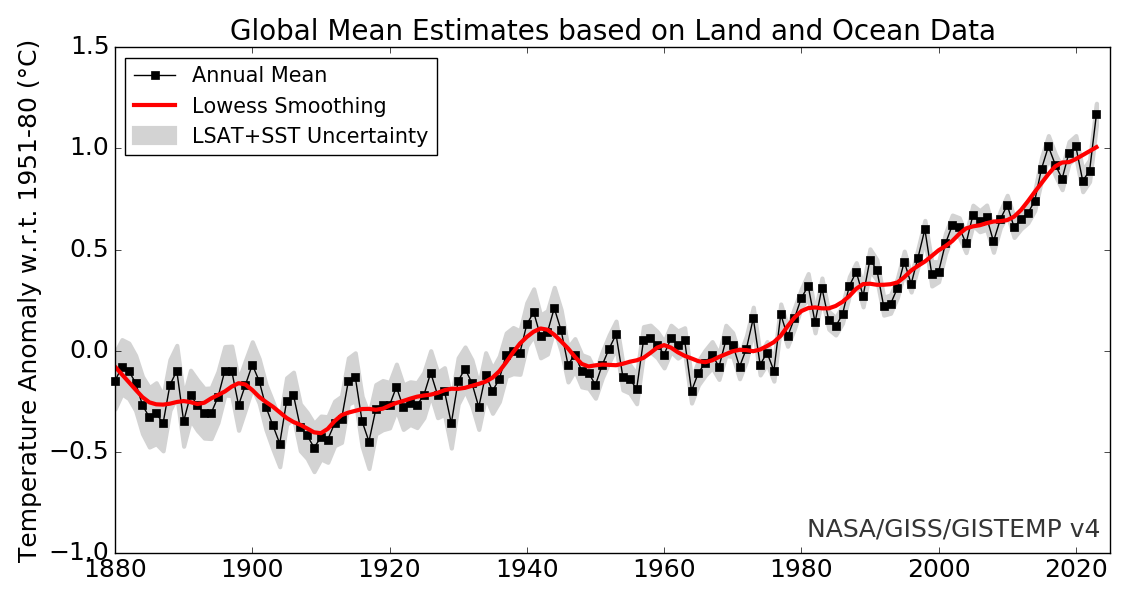 Global Mean Estimates based on Land and Ocean Data
Temperature Anomaly w.r.t. 1951-80 (°C)
1.5
1.0
0.5
0.0
−0.5
−1.0
Annual Mean
Lowess Smoothing
LSAT+SST Uncertainty
NASA/GISS/GISTEMP v4
1880 1900 1920 1940 1960 1980 2000 2020